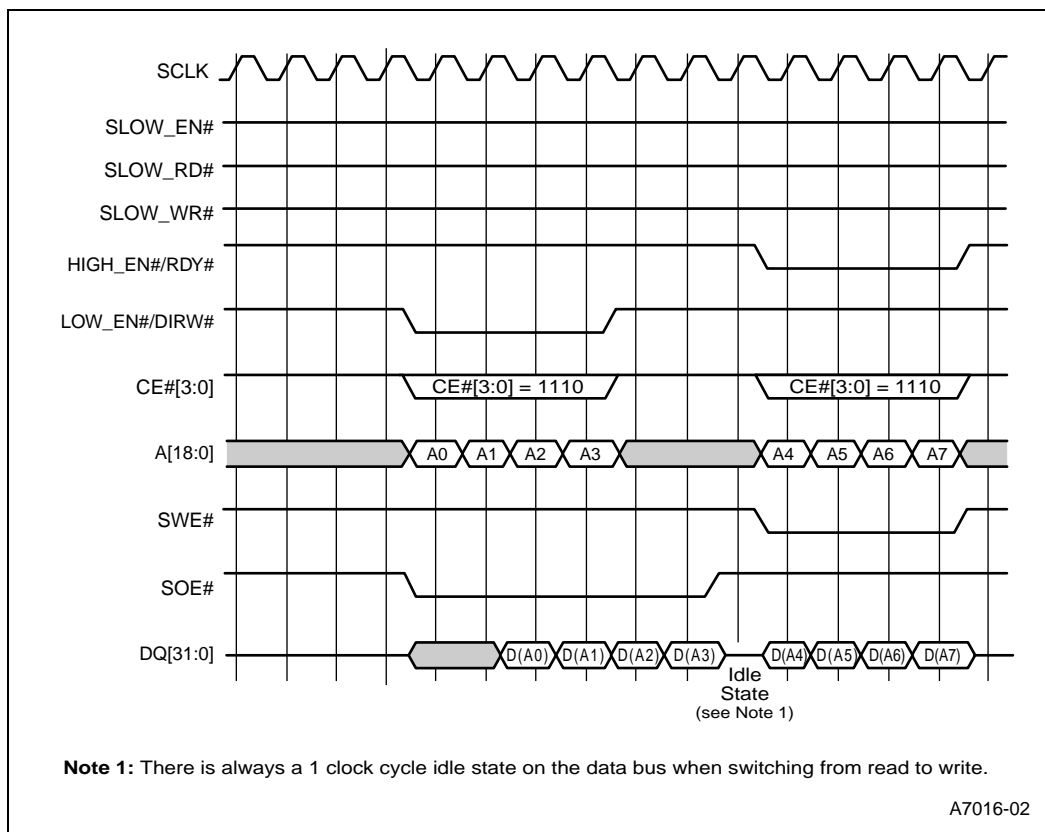 SCLK
SLOW_EN#
SLOW_RD#
SLOW_WR#
HIGH_EN#/RDY#
LOW_EN#/DIRW#
CE#[3:0] CE#[3:0] = 1110 CE#[3:0] = 1110
A[18:0] A0 A1 A2 A3 A4 A5 A6 A7
SWE#
SOE#
DQ[31:0] D(A0) D(A1) D(A2) D(A3) D(A4) D(A5) D(A6) D(A7)
Idle
State
(see Note 1)
Note 1: There is always a 1 clock cycle idle state on the data bus when switching from read to write.
A7016-02